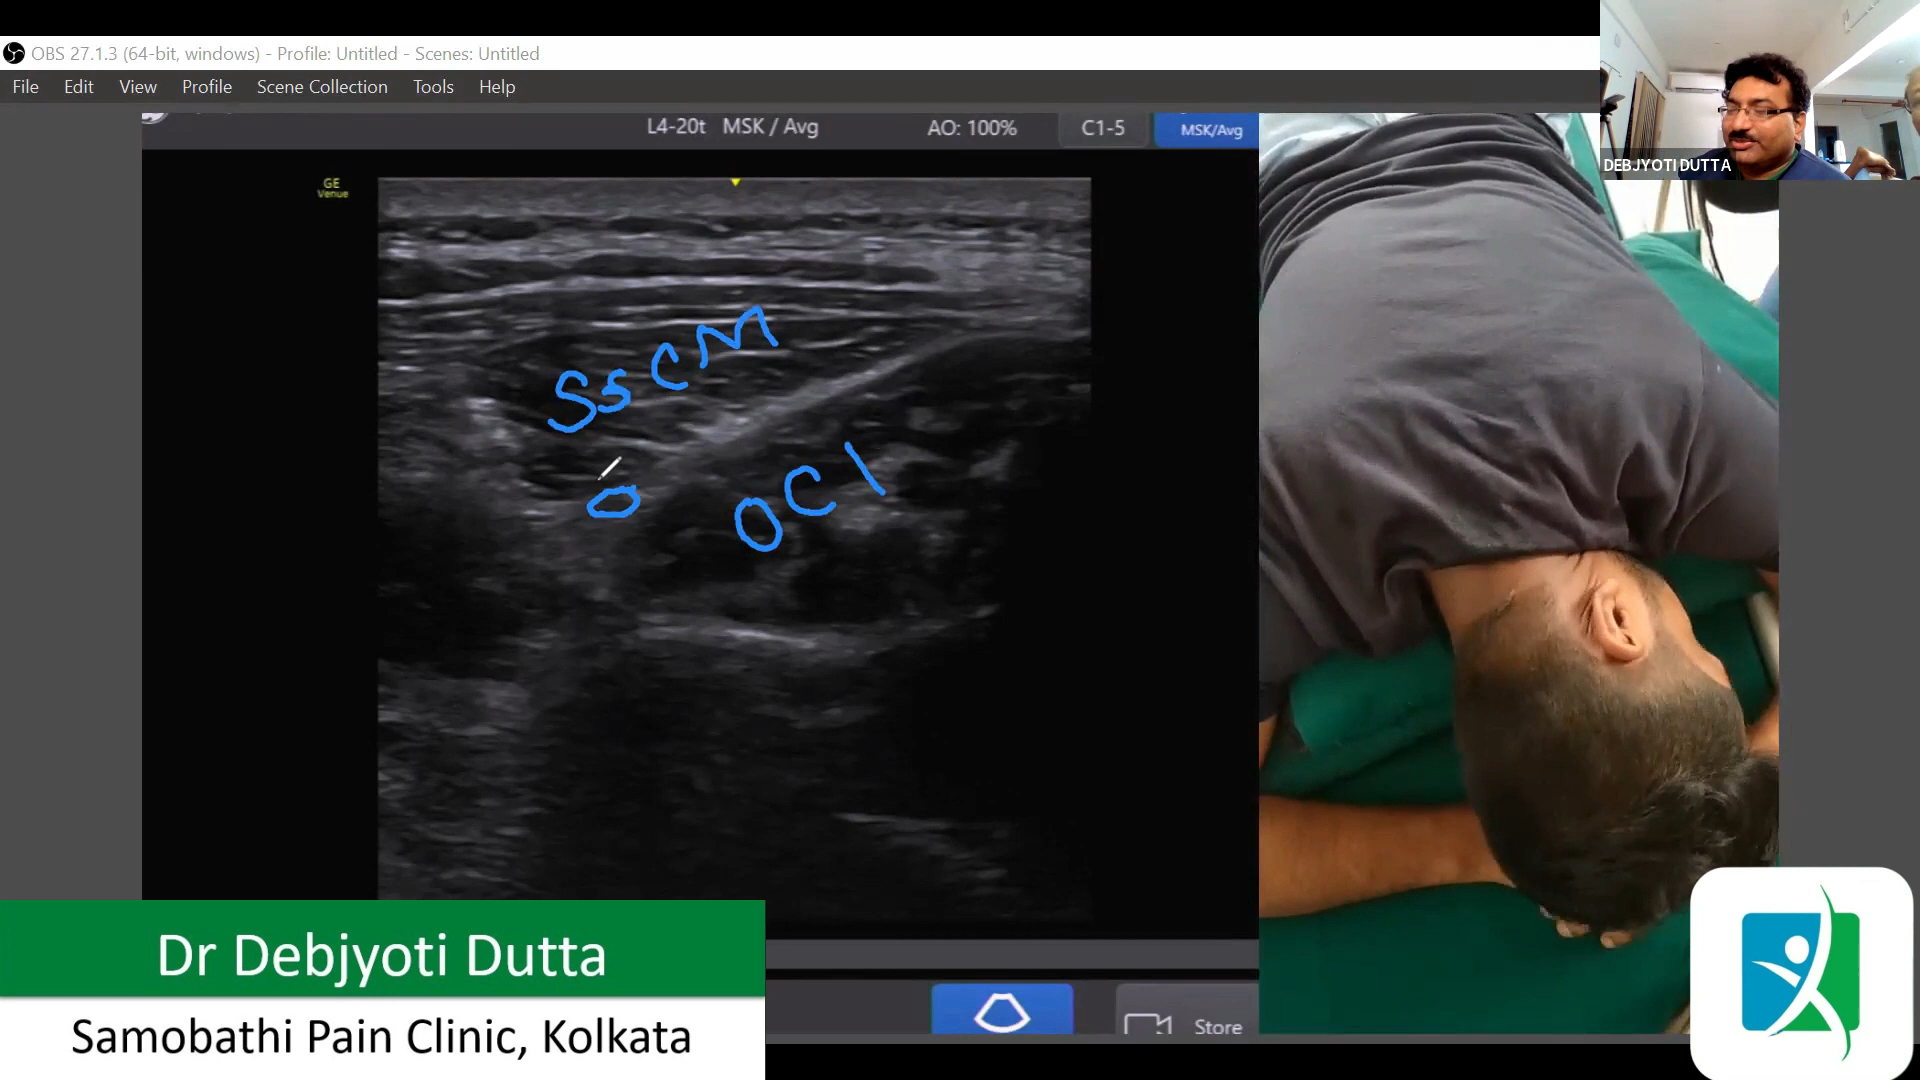 OBS 27.1.3 (64-bit, windows) - Profile: Untitled - Scenes: Untitled
File Edit View Profile Scene Collection Tools Help
L4-20t MSK / Avg AO: 100% C1-5 MSK/Avg
DEBJYOTI DUTTA
GE
Venue
SSCM
OCI
Store
Dr Debjyoti Dutta
Samobathi Pain Clinic, Kolkata